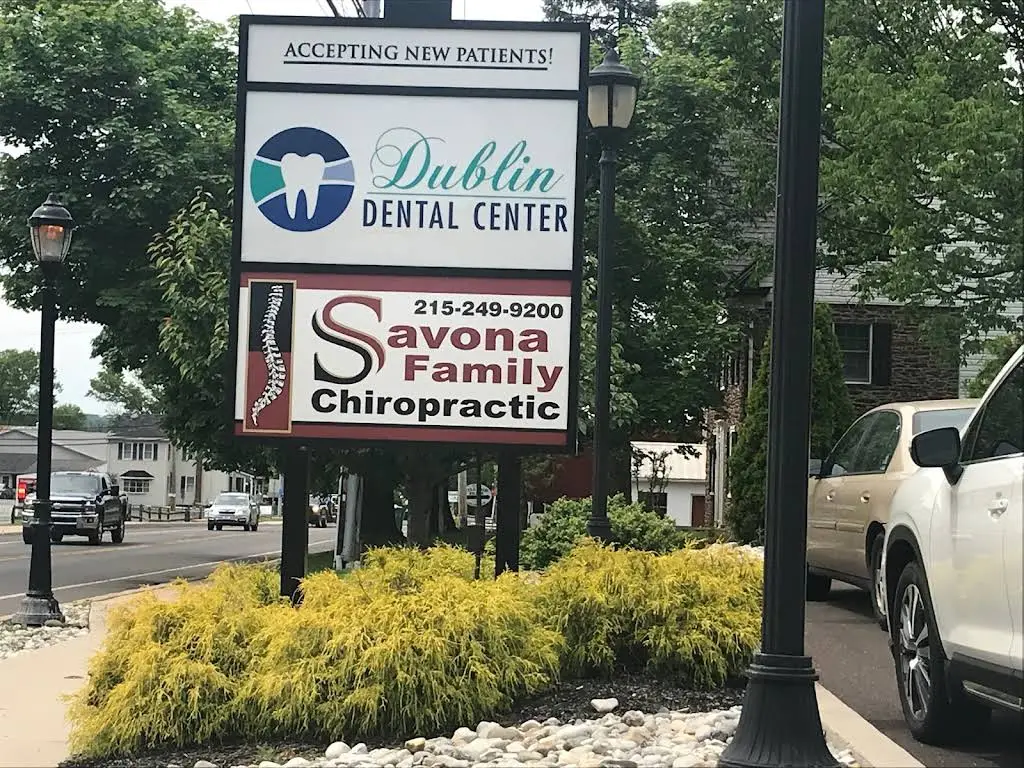 ACCEPTING NEW PATIENTS!
Dublin
DENTAL CENTER
215-249-9200
Savona
Family
Chiropractic